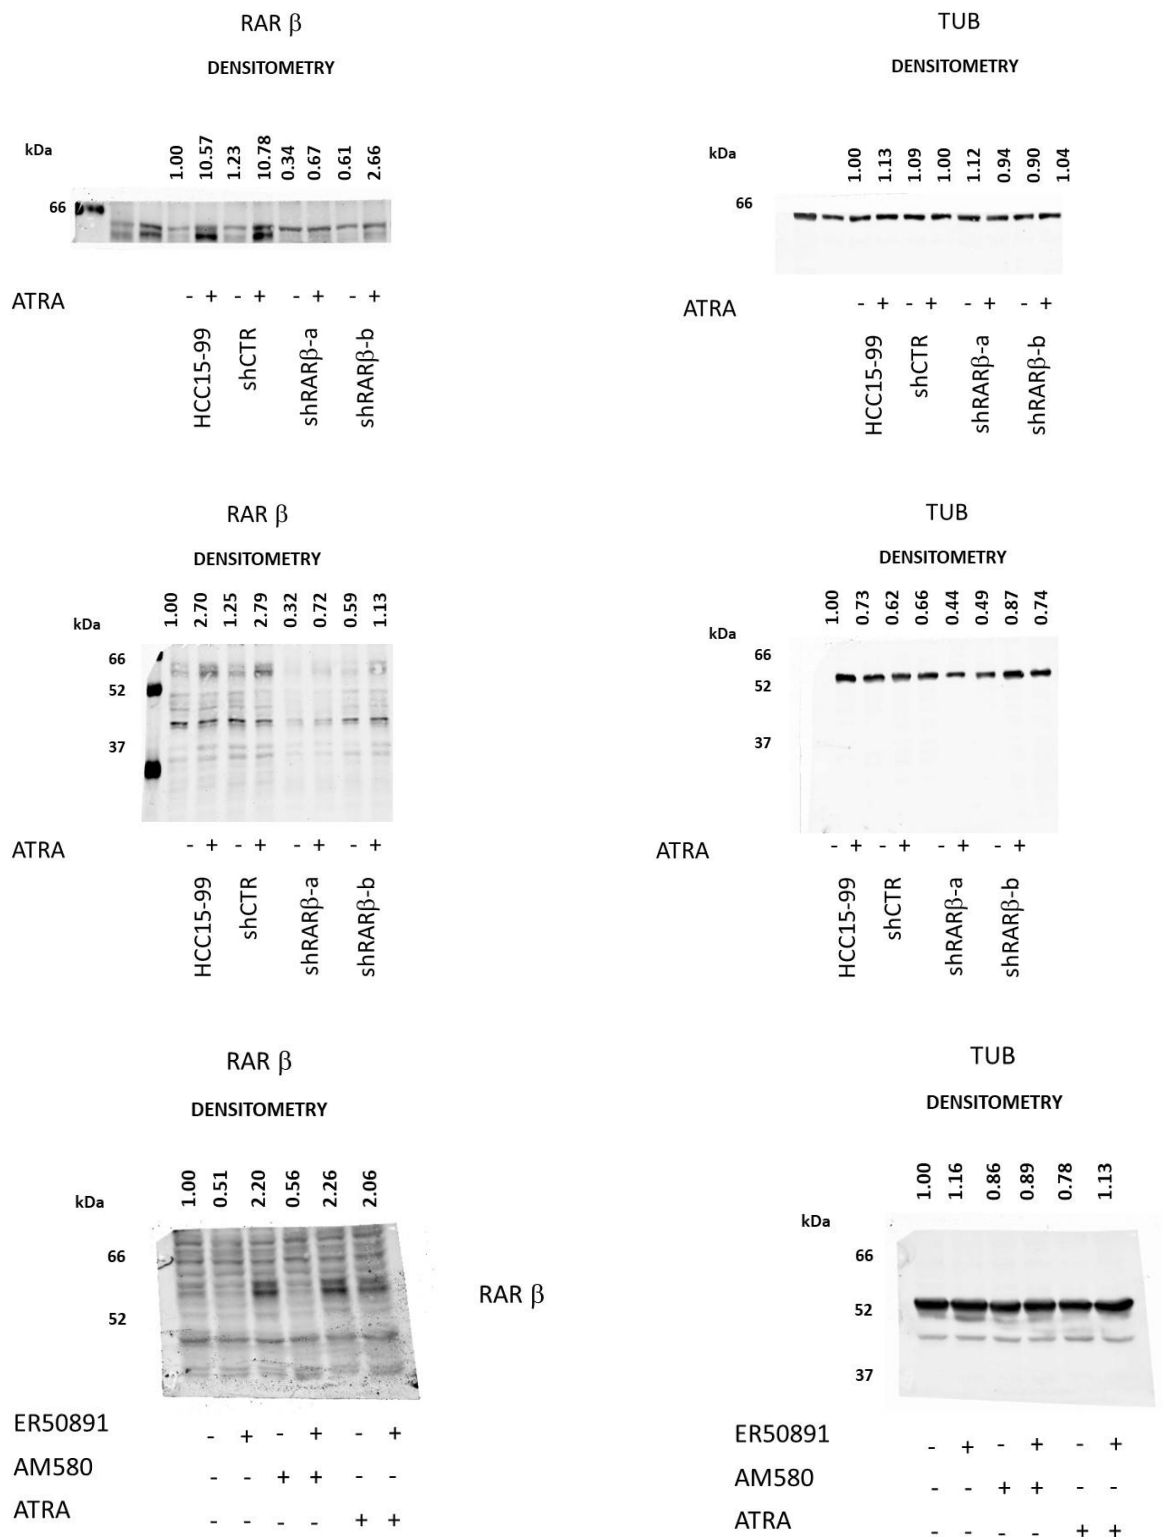 RAR β
DENSITOMETRY
kDa
1.00 10.57 1.23 10.78 0.34 0.67 0.61 2.66
66
ATRA - + - + - + - +
HCC15-99 shCTR shRARβ-a shRARβ-b
TUB
DENSITOMETRY
kDa
1.00 1.13 1.09 1.00 1.12 0.94 0.90 1.04
66
ATRA - + - + - + - +
HCC15-99 shCTR shRARβ-a shRARβ-b
RAR β
DENSITOMETRY
kDa
1.00 2.70 1.25 2.79 0.32 0.72 0.59 1.13
66
52
37
ATRA - + - + - + - +
HCC15-99 shCTR shRARβ-a shRARβ-b
TUB
DENSITOMETRY
kDa
1.00 0.73 0.62 0.66 0.44 0.49 0.87 0.74
66
52
37
ATRA - + - + - + - +
HCC15-99 shCTR shRARβ-a shRARβ-b
RAR β
DENSITOMETRY
kDa
1.00 0.51 2.20 0.56 2.26 2.06
66
52
RAR β
ER50891 - + - + - +
AM580 - - + + - -
ATRA - - - - + +
TUB
DENSITOMETRY
kDa
1.00 1.16 0.86 0.89 0.78 1.13
66
52
37
ER50891 - + - + - +
AM580 - - + + - -
ATRA - - - - + +